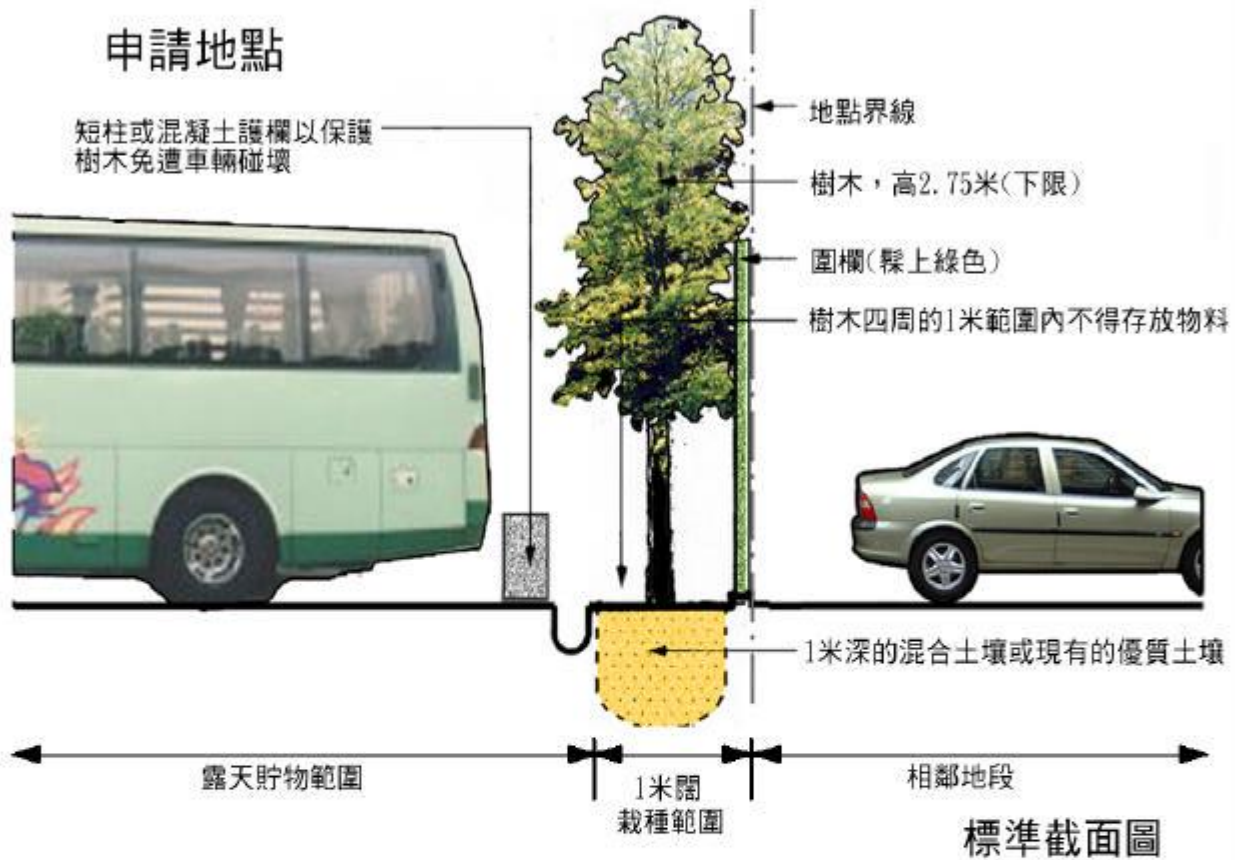 申請地點
短柱或混凝土護欄以保護
樹木免遭車輛碰壞
地點界線
樹木，高2.75米(下限)
圍欄(髹上綠色)
樹木四周的1米範圍內不得存放物料
1米深的混合土壤或現有的優質土壤
露天貯物範圍
1米闊
栽種範圍
相鄰地段
標準截面圖